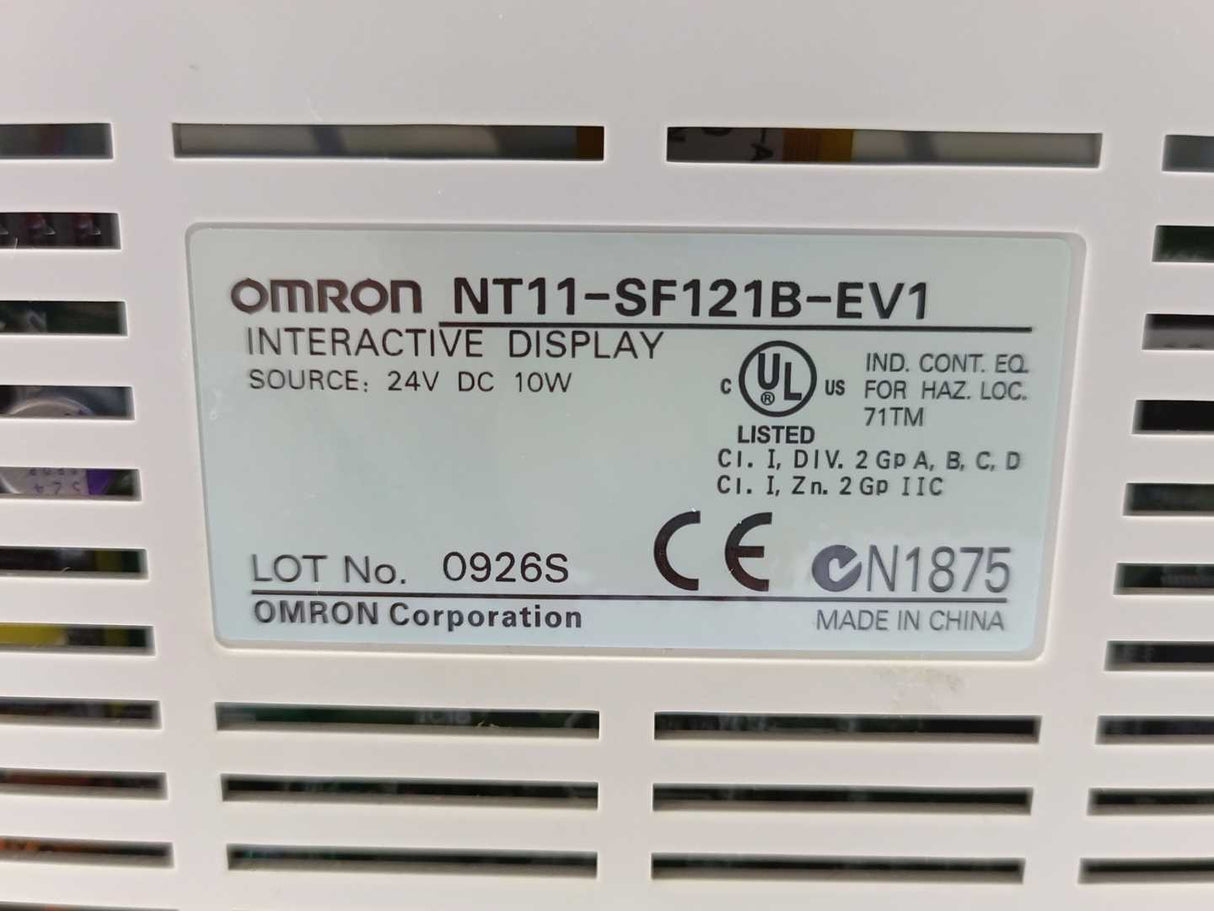 OMRON NT11-SF121B-EV1
INTERACTIVE DISPLAY
SOURCE: 24V DC 10W
C UL US
®
LISTED
IND. CONT. EQ.
FOR HAZ. LOC.
71TM
Cl. I, DIV. 2 Gp A, B, C, D
Cl. I, Zn. 2 Gp IIC
LOT No. 0926S
CE
N1875
OMRON Corporation
MADE IN CHINA